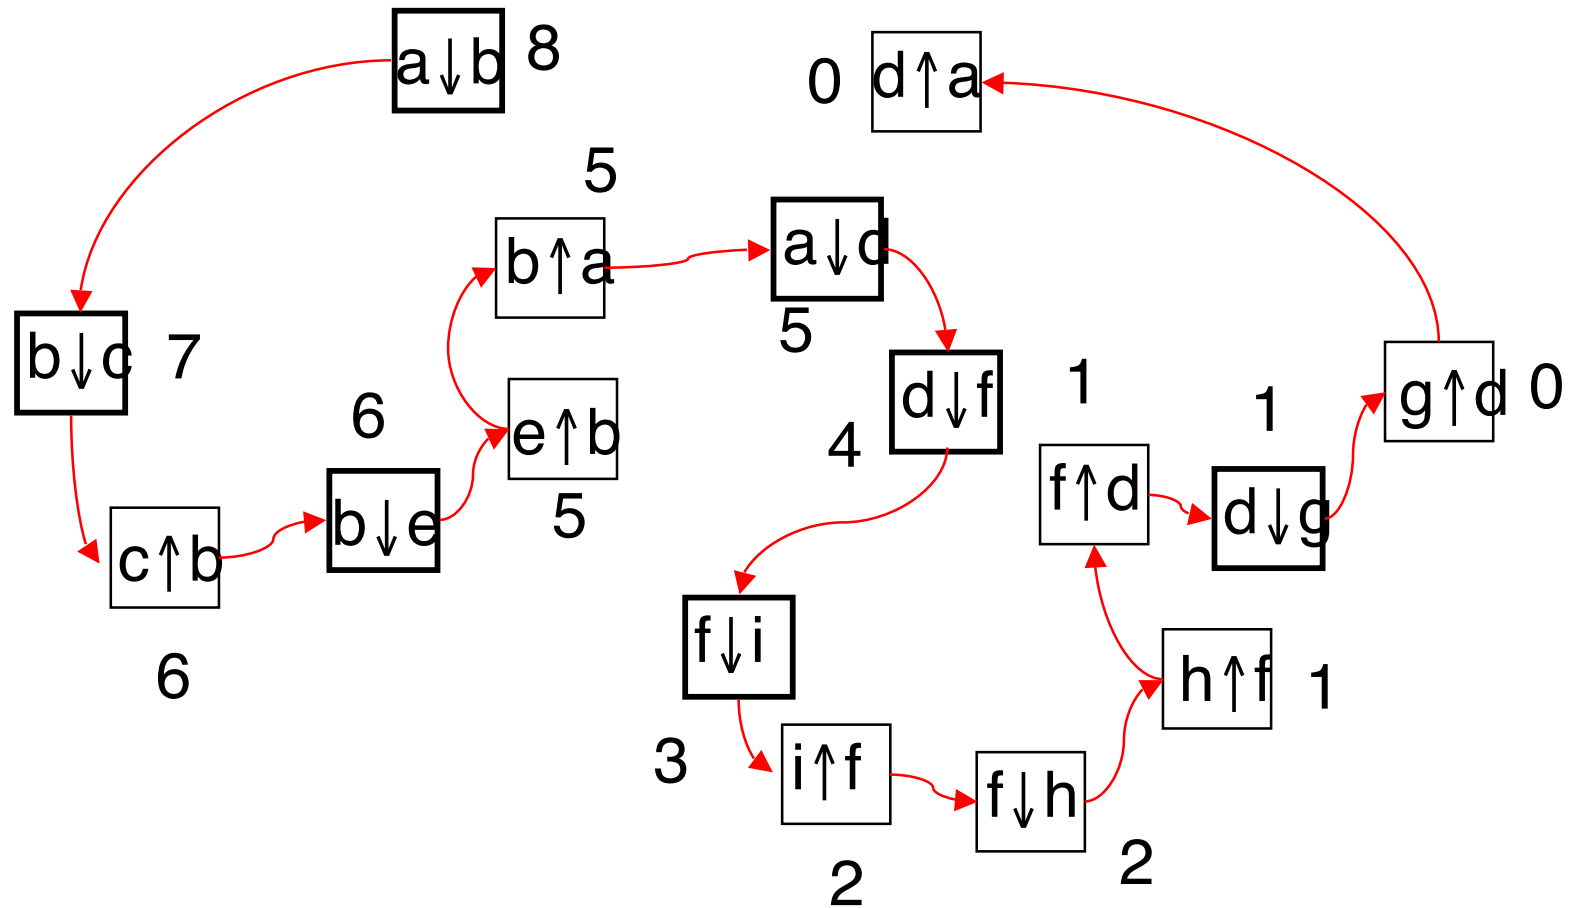 a↓b 8
b↓c 7
c↑b
6
6
b↓e
e↑b
5
5
b↑a
a↓d
5
d↓f
4
f↓i
3
i↑f
2
f↓h
2
h↑f 1
1
f↑d
1
d↓g
g↑d 0
0 d↑a